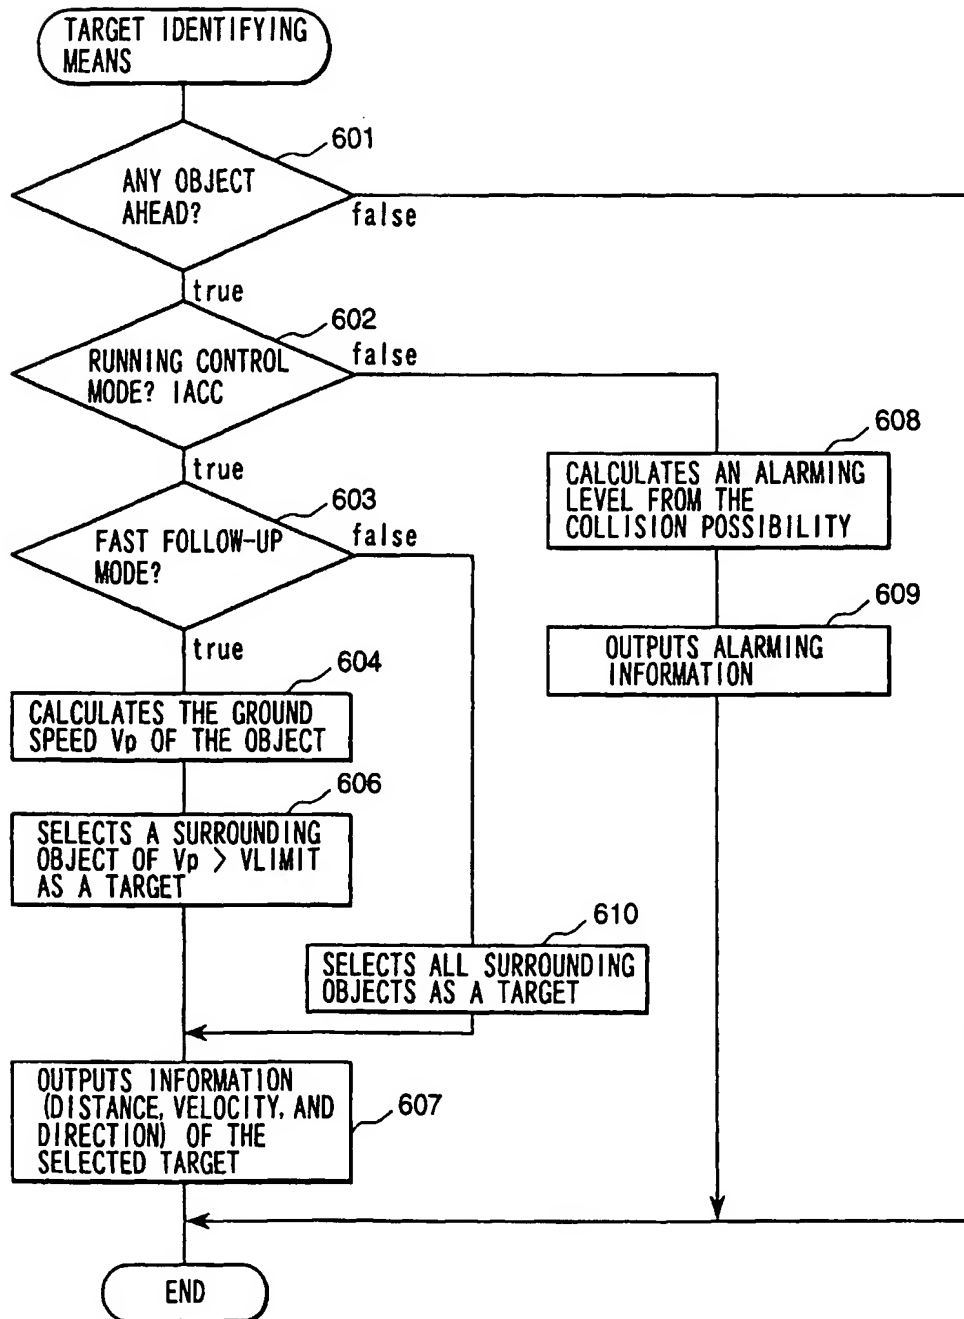 TARGET IDENTIFYING
MEANS
601
ANY OBJECT
AHEAD?
false
true
602
RUNNING CONTROL
MODE? IACC
false
true
603
FAST FOLLOW-UP
MODE?
false
true
608
CALCULATES AN ALARMING
LEVEL FROM THE
COLLISION POSSIBILITY
609
OUTPUTS ALARMING
INFORMATION
604
CALCULATES THE GROUND
SPEED Vp OF THE OBJECT
606
SELECTS A SURROUNDING
OBJECT OF Vp > VLIMIT
AS A TARGET
610
SELECTS ALL SURROUNDING
OBJECTS AS A TARGET
OUTPUTS INFORMATION
(DISTANCE, VELOCITY, AND
DIRECTION) OF THE
SELECTED TARGET
607
END